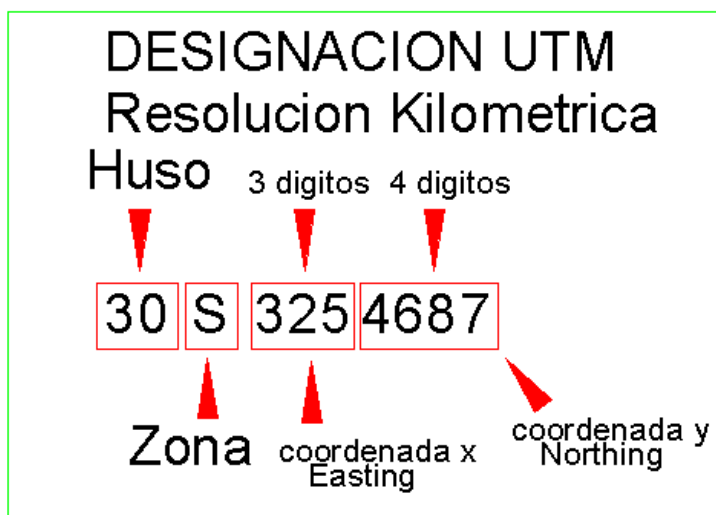 DESIGNACION UTM
Resolucion Kilometrica
Huso
3 digitos
4 digitos
30 S 325 4687
Zona
coordenada x
Easting
coordenada y
Northing